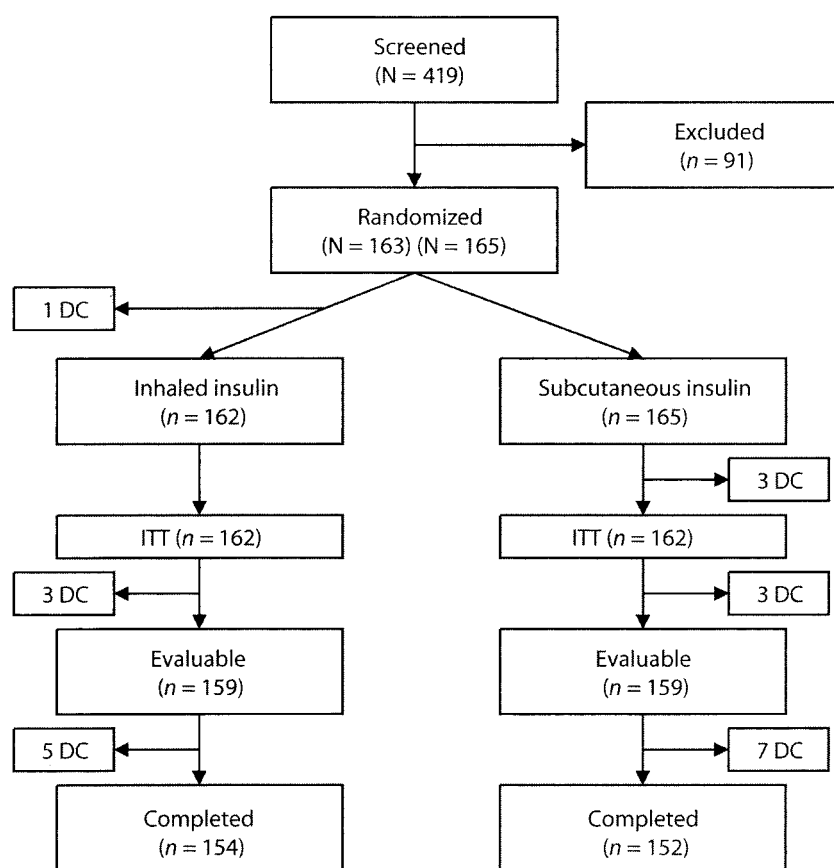 Screened
(N = 419)
Excluded
(n = 91)
Randomized
(N = 163) (N = 165)
1 DC
Inhaled insulin
(n = 162)
Subcutaneous insulin
(n = 165)
3 DC
ITT (n = 162)
ITT (n = 162)
3 DC
3 DC
Evaluable
(n = 159)
Evaluable
(n = 159)
5 DC
7 DC
Completed
(n = 154)
Completed
(n = 152)